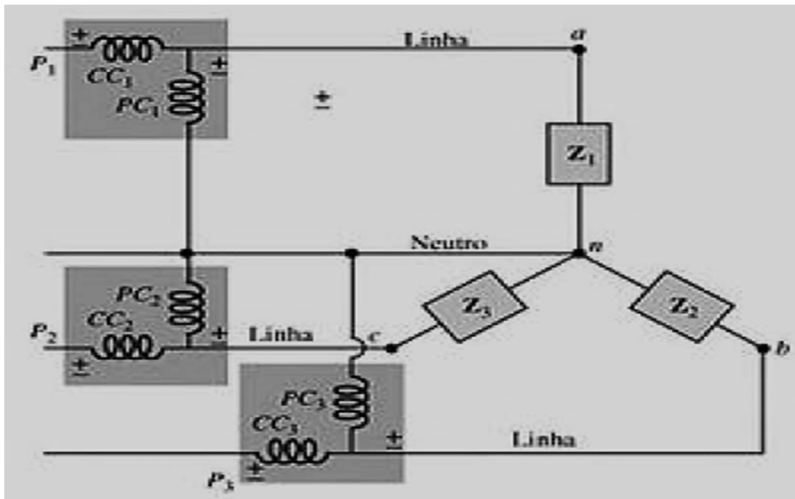 ±
Linha
a
P1
CC1
±
PC1
±
Z1
Neutro
n
PC2
Z3
Z2
P2
CC2
±
Linha
c
b
±
PC3
CC3
±
Linha
P3
±